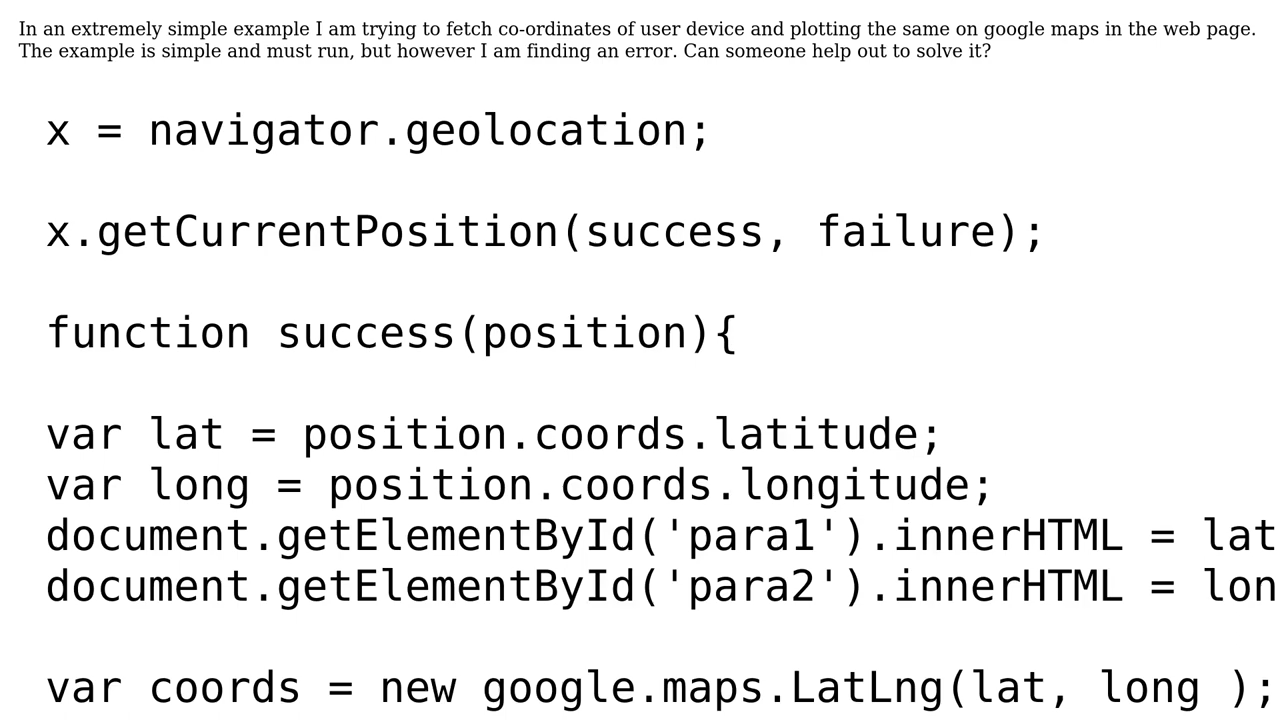 In an extremely simple example I am trying to fetch co-ordinates of user device and plotting the same on google maps in the web page.
The example is simple and must run, but however I am finding an error. Can someone help out to solve it?
x = navigator.geolocation;
x.getCurrentPosition(success, failure);
function success(position){
var lat = position.coords.latitude;
var long = position.coords.longitude;
document.getElementById('para1').innerHTML = lat
document.getElementById('para2').innerHTML = lon
var coords = new google.maps.LatLng(lat, long );